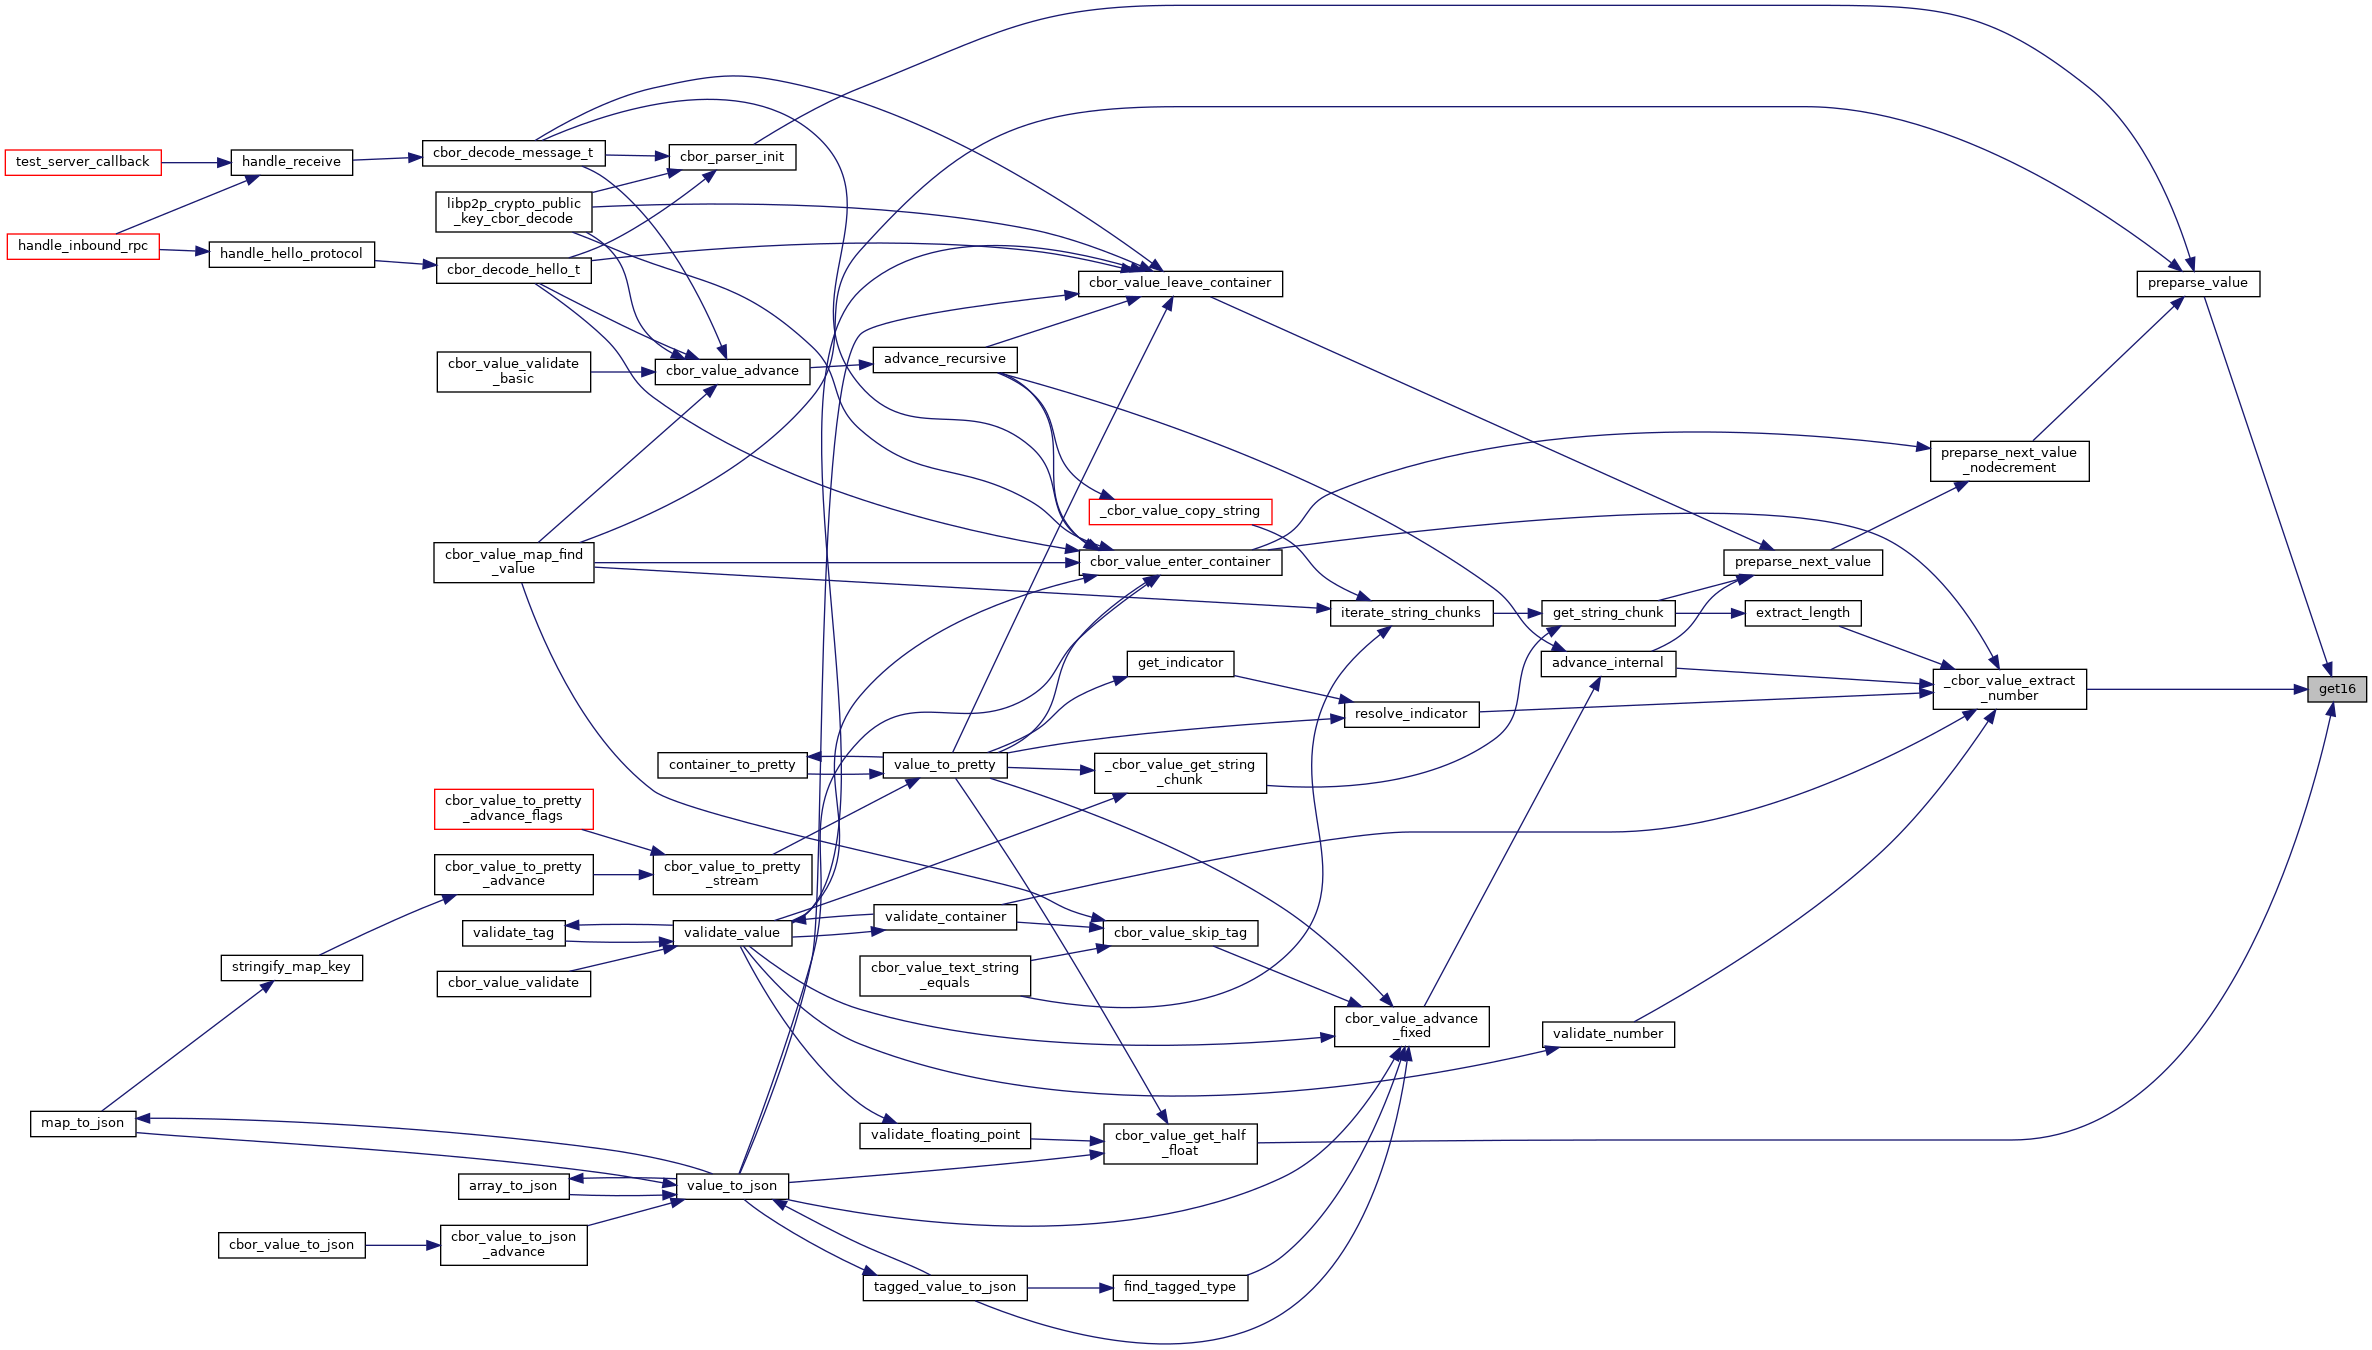 test_server_callback
handle_inbound_rpc
handle_receive
handle_hello_protocol
cbor_decode_message_t
libp2p_crypto_public
_key_cbor_decode
cbor_decode_hello_t
cbor_value_validate
_basic
cbor_value_map_find
_value
cbor_parser_init
cbor_value_advance
advance_recursive
cbor_value_leave_container
_cbor_value_copy_string
cbor_value_enter_container
iterate_string_chunks
get_string_chunk
extract_length
advance_internal
preparse_next_value
preparse_next_value
_nodecrement
preparse_value
get16
_cbor_value_extract
_number
get_indicator
resolve_indicator
_cbor_value_get_string
_chunk
container_to_pretty
value_to_pretty
cbor_value_to_pretty
_advance_flags
cbor_value_to_pretty
_advance
cbor_value_to_pretty
_stream
validate_tag
validate_value
validate_container
cbor_value_skip_tag
cbor_value_validate
cbor_value_text_string
_equals
stringify_map_key
cbor_value_advance
_fixed
validate_number
map_to_json
validate_floating_point
cbor_value_get_half
_float
array_to_json
value_to_json
cbor_value_to_json
cbor_value_to_json
_advance
tagged_value_to_json
find_tagged_type